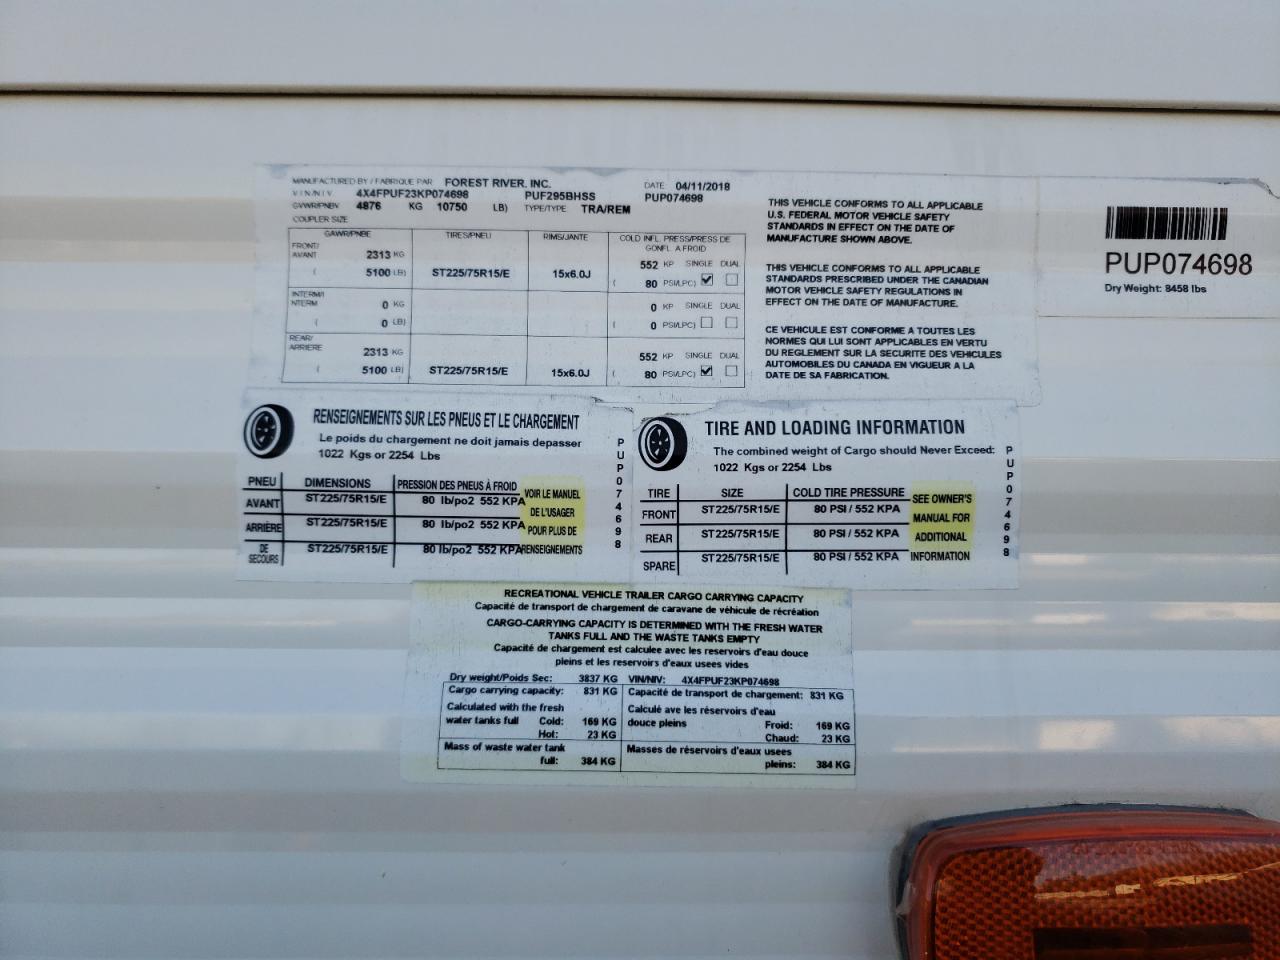 MANUFACTURED BY / FABRIQUE PAR FOREST RIVER, INC. DATE 04/11/2018
VIN/NIV 4X4FPUF23KP074698 PUF295BHSS PUP074698
GVWR/PNBV 4876 KG 10750 LB) TYPE/TYPE TRA/REM
COUPLER SIZE
GAWR/PNBE TIRES/PNEU RIMS/JANTE COLD INFL. PRESS/PRESS DE GONFL. A FROID
FRONT/ AVANT 2313 KG 552 KP SINGLE DUAL
( 5100 LB) ST225/75R15/E 15x6.0J ( 80 PSI/LPC)
INTERM/ INTERM 0 KG 0 KP SINGLE DUAL
( 0 LB) ( 0 PSI/LPC)
REAR/ ARRIERE 2313 KG 552 KP SINGLE DUAL
( 5100 LB) ST225/75R15/E 15x6.0J ( 80 PSI/LPC)
THIS VEHICLE CONFORMS TO ALL APPLICABLE
U.S. FEDERAL MOTOR VEHICLE SAFETY
STANDARDS IN EFFECT ON THE DATE OF
MANUFACTURE SHOWN ABOVE.
THIS VEHICLE CONFORMS TO ALL APPLICABLE
STANDARDS PRESCRIBED UNDER THE CANADIAN
MOTOR VEHICLE SAFETY REGULATIONS IN
EFFECT ON THE DATE OF MANUFACTURE.
CE VEHICULE EST CONFORME A TOUTES LES
NORMES QUI LUI SONT APPLICABLES EN VERTU
DU REGLEMENT SUR LA SECURITE DES VEHICULES
AUTOMOBILES DU CANADA EN VIGUEUR A LA
DATE DE SA FABRICATION.
PUP074698
Dry Weight: 8458 lbs
RENSEIGNEMENTS SUR LES PNEUS ET LE CHARGEMENT
Le poids du chargement ne doit jamais depasser
1022 Kgs or 2254 Lbs
PNEU DIMENSIONS PRESSION DES PNEUS À FROID
AVANT ST225/75R15/E 80 lb/po2 552 KPA
ARRIÈRE ST225/75R15/E 80 lb/po2 552 KPA
DE SECOURS ST225/75R15/E 80 lb/po2 552 KPA
VOIR LE MANUEL
DE L'USAGER
POUR PLUS DE
RENSEIGNEMENTS
PUP074698
TIRE AND LOADING INFORMATION
The combined weight of Cargo should Never Exceed:
1022 Kgs or 2254 Lbs
TIRE SIZE COLD TIRE PRESSURE
FRONT ST225/75R15/E 80 PSI / 552 KPA
REAR ST225/75R15/E 80 PSI / 552 KPA
SPARE ST225/75R15/E 80 PSI / 552 KPA
SEE OWNER'S
MANUAL FOR
ADDITIONAL
INFORMATION
PUP074698
RECREATIONAL VEHICLE TRAILER CARGO CARRYING CAPACITY
Capacité de transport de chargement de caravane de véhicule de récréation
CARGO-CARRYING CAPACITY IS DETERMINED WITH THE FRESH WATER
TANKS FULL AND THE WASTE TANKS EMPTY
Capacité de chargement est calculee avec les reservoirs d'eau douce
pleins et les reservoirs d'eaux usees vides
Dry weight/Poids Sec: 3837 KG VIN/NIV: 4X4FPUF23KP074698
Cargo carrying capacity: 831 KG
Calculated with the fresh
water tanks full Cold: 169 KG
Hot: 23 KG
Mass of waste water tank
full: 384 KG
Capacité de transport de chargement: 831 KG
Calculé ave les réservoirs d'eau
douce pleins Froid: 169 KG
Chaud: 23 KG
Masses de réservoirs d'eaux usees
pleins: 384 KG